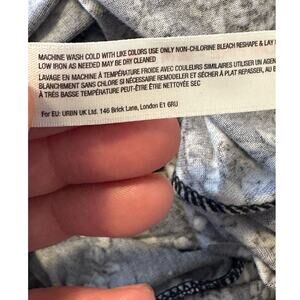 MACHINE WASH COLD WITH LIKE COLORS USE ONLY NON-CHLORINE BLEACH RESHAPE & LAY
LOW IRON AS NEEDED MAY BE DRY CLEANED
LAVAGE EN MACHINE À TEMPÉRATURE FROIDE AVEC COULEURS SIMILAIRES UTILISER UN AGEN
BLANCHIMENT SANS CHLORE SI NÉCESSAIRE REMODELER ET SÉCHER À PLAT REPASSER, AU
À TRÈS BASSE TEMPÉRATURE PEUT ÊTRE NETTOYÉ SEC
For EU: URBN UK Ltd. 146 Brick Lane, London E1 6RU